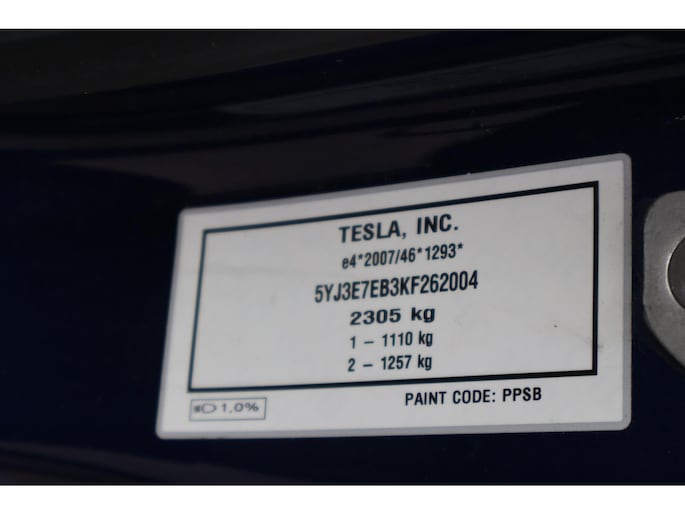 TESLA, INC.
e4*2007/46*1293*
5YJ3E7EB3KF262004
2305 kg
1 – 1110 kg
2 – 1257 kg
PAINT CODE: PPSB
1,0%